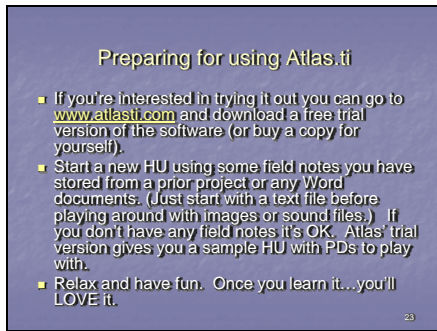 Preparing for using Atlas.ti
If you're interested in trying it out you can go to
www.atlasti.com and download a free trial
version of the software (or buy a copy for
yourself).
Start a new HU using some field notes you have
stored from a prior project or any Word
documents. (Just start with a text file before
playing around with images or sound files.)  If
you don't have any field notes it's OK.  Atlas' trial
version gives you a sample HU with PDs to play
with.
Relax and have fun.  Once you learn it…you'll
LOVE it.
23